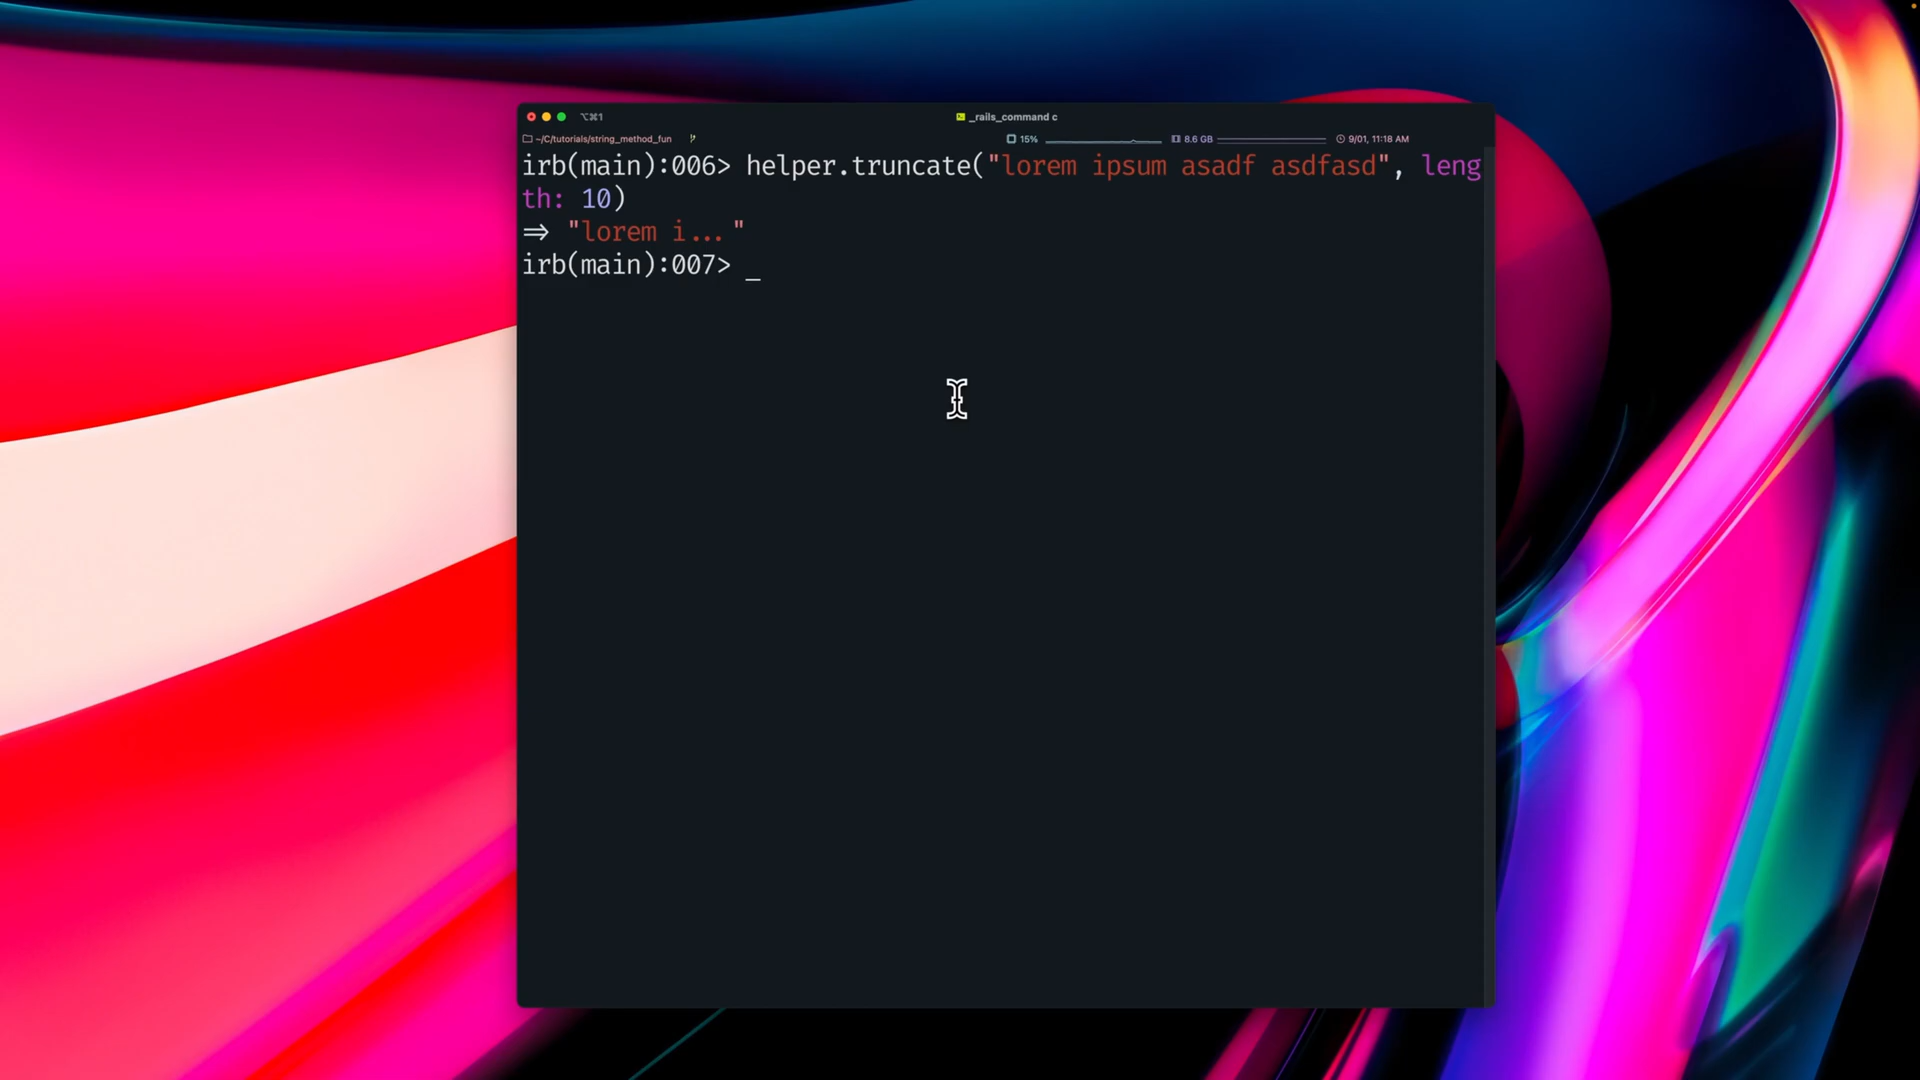 ⌥⌘1
_rails_command c
~/C/tutorials/string_method_fun
15%
8.6 GB
9/01, 11:18 AM
irb(main):006> helper.truncate("lorem ipsum asadf asdfasd", leng
th: 10)
=> "lorem i..."
irb(main):007> _